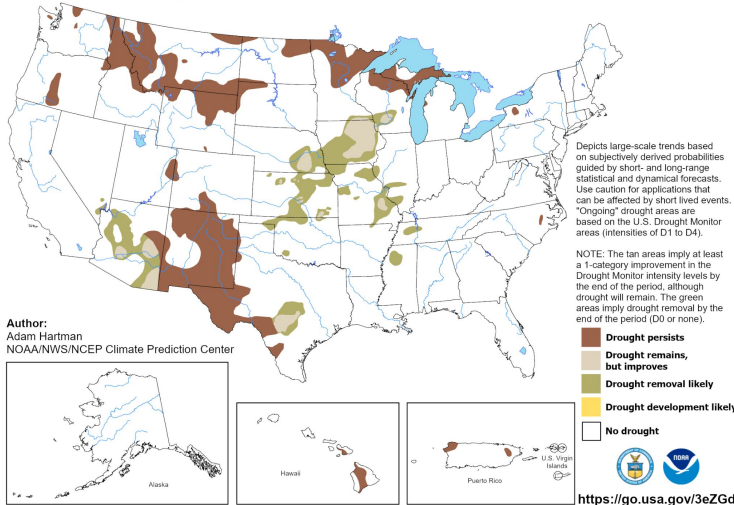 Depicts large-scale trends based
on subjectively derived probabilities
guided by short- and long-range
statistical and dynamical forecasts.
Use caution for applications that
can be affected by short lived events.
"Ongoing" drought areas are
based on the U.S. Drought Monitor
areas (intensities of D1 to D4).
NOTE: The tan areas imply at least
a 1-category improvement in the
Drought Monitor intensity levels by
the end of the period, although
drought will remain. The green
areas imply drought removal by the
end of the period (D0 or none).
Author:
Adam Hartman
NOAA/NWS/NCEP Climate Prediction Center
Drought persists
Drought remains,
but improves
Drought removal likely
Drought development likely
No drought
Alaska
Hawaii
Puerto Rico
U.S. Virgin
Islands
NOAA
https://go.usa.gov/3eZGd